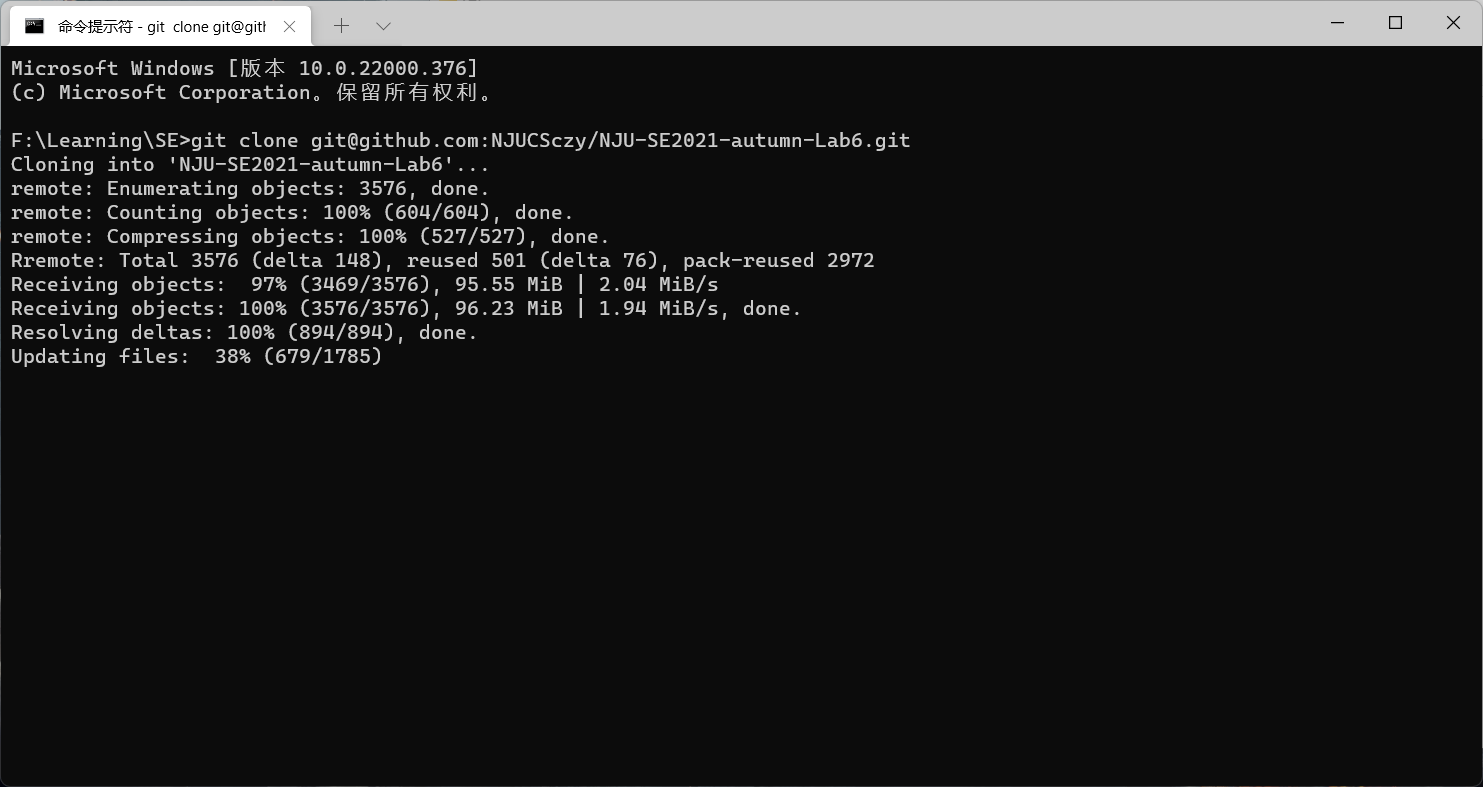 命令提示符 - git  clone git@gith
Microsoft Windows [版本 10.0.22000.376]
(c) Microsoft Corporation。保留所有权利。
F:\Learning\SE>git clone git@github.com:NJUCSczy/NJU-SE2021-autumn-Lab6.git
Cloning into 'NJU-SE2021-autumn-Lab6'...
remote: Enumerating objects: 3576, done.
remote: Counting objects: 100% (604/604), done.
remote: Compressing objects: 100% (527/527), done.
Rremote: Total 3576 (delta 148), reused 501 (delta 76), pack-reused 2972
Receiving objects:  97% (3469/3576), 95.55 MiB | 2.04 MiB/s
Receiving objects: 100% (3576/3576), 96.23 MiB | 1.94 MiB/s, done.
Resolving deltas: 100% (894/894), done.
Updating files:  38% (679/1785)